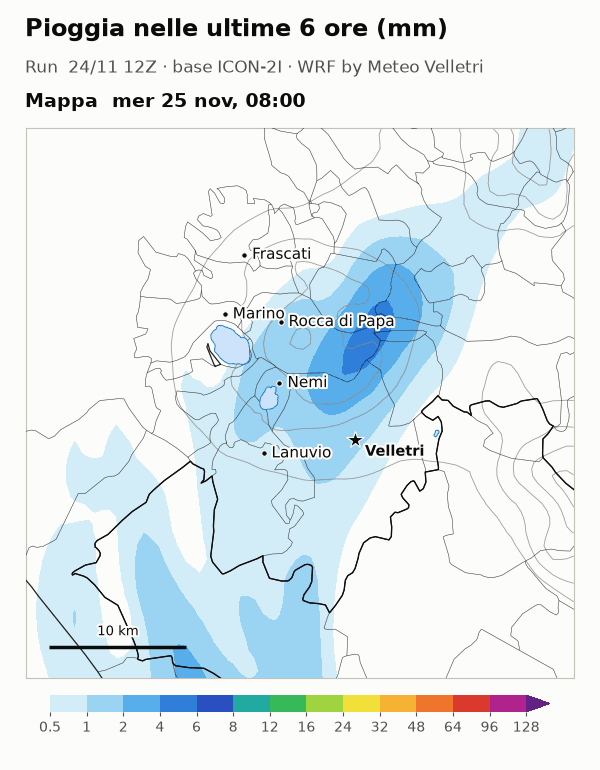 Pioggia nelle ultime 6 ore (mm)
Run  24/11 12Z · base ICON-2I · WRF by Meteo Velletri
Mappa  mer 25 nov, 08:00
Frascati
Marino
Rocca di Papa
Nemi
Velletri
Lanuvio
10 km
0.5 1 2 4 6 8 12 16 24 32 48 64 96 128